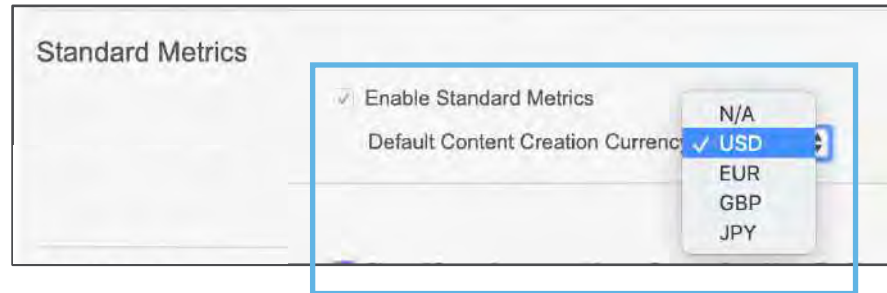 Standard Metrics
Enable Standard Metrics
N/A
Default Content Creation Currency
✓ USD
EUR
GBP
JPY